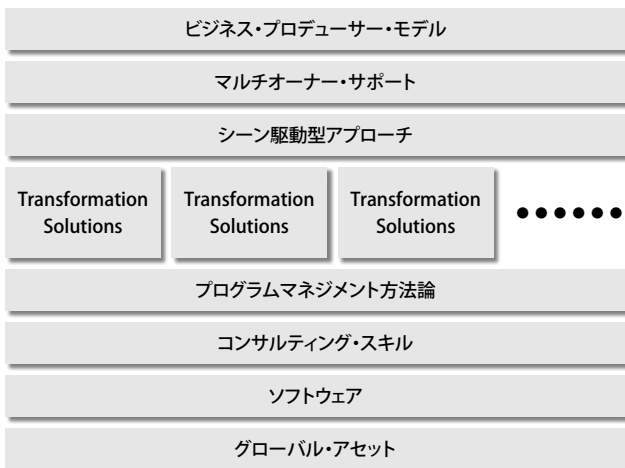 ビジネス・プロデューサー・モデル
マルチオーナー・サポート
シーン駆動型アプローチ
Transformation
Solutions
Transformation
Solutions
Transformation
Solutions
••••••
プログラムマネジメント方法論
コンサルティング・スキル
ソフトウェア
グローバル・アセット